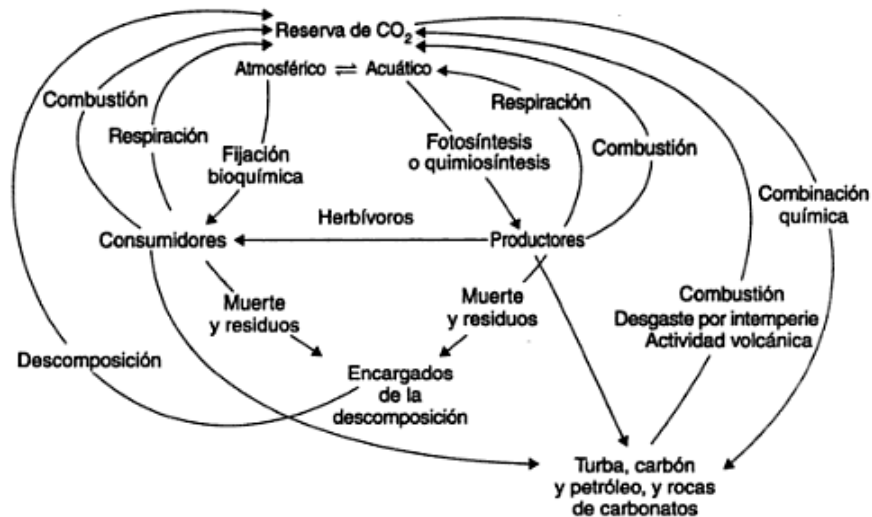 Reserva de CO₂
Atmosférico ⇌ Acuático
Combustión
Respiración
Respiración
Fijación
bioquímica
Fotosíntesis
o quimiosíntesis
Combustión
Combinación
química
Herbívoros
Consumidores
Productores
Muerte
y residuos
Muerte
y residuos
Combustión
Desgaste por intemperie
Actividad volcánica
Descomposición
Encargados
de la
descomposición
Turba, carbón
y petróleo, y rocas
de carbonatos